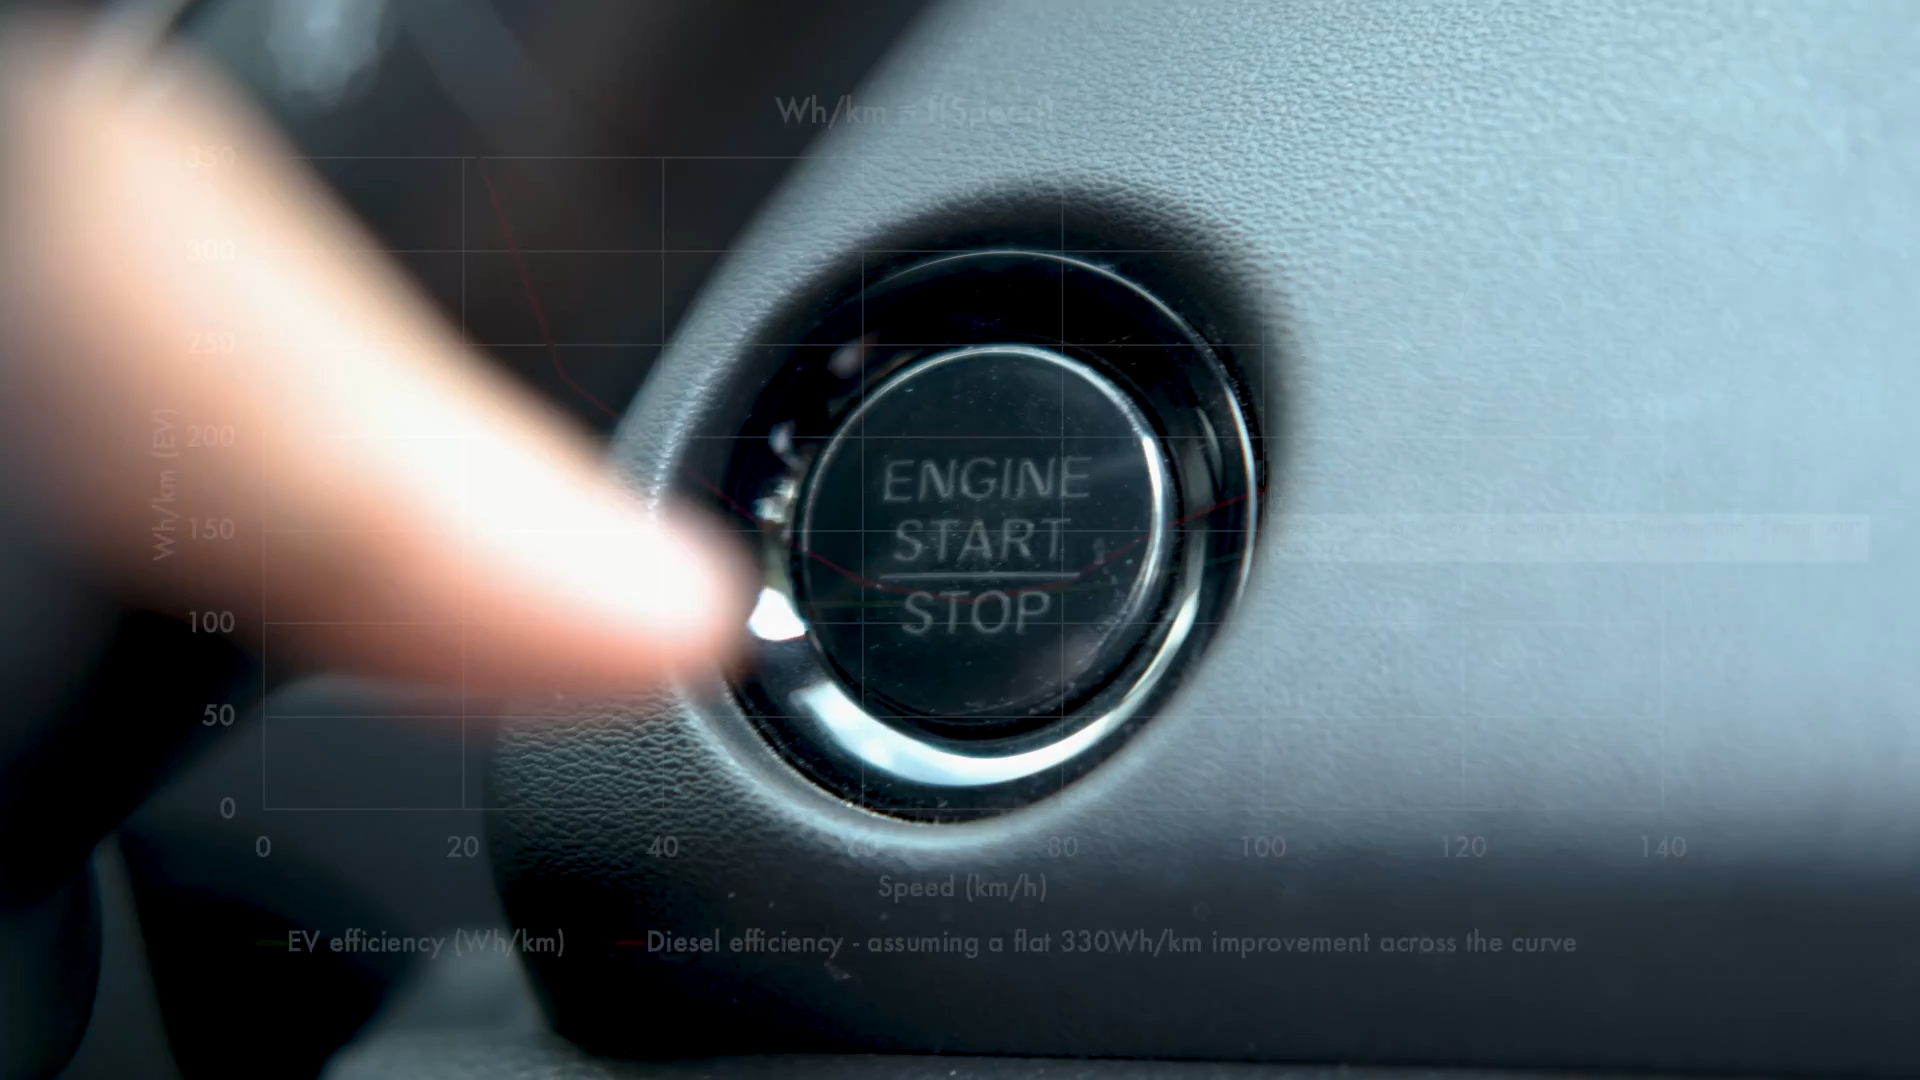 Wh/km = f(Speed)
350
300
250
200
150
100
50
0
Wh/km (EV)
0 20 40 60 80 100 120 140
Speed (km/h)
EV efficiency (Wh/km) Diesel efficiency - assuming a flat 330Wh/km improvement across the curve
ENGINE
START
STOP